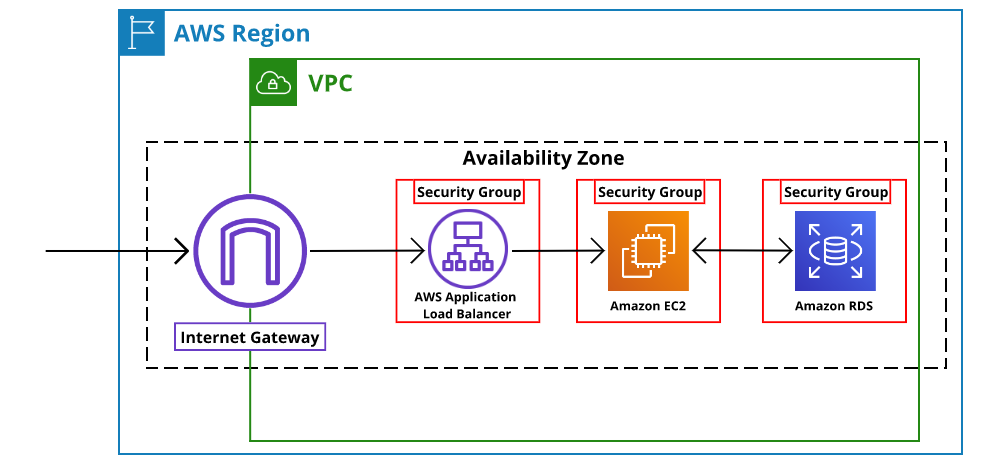 AWS Region
VPC
Availability Zone
Security Group
Security Group
Security Group
AWS Application
Load Balancer
Amazon EC2
Amazon RDS
Internet Gateway